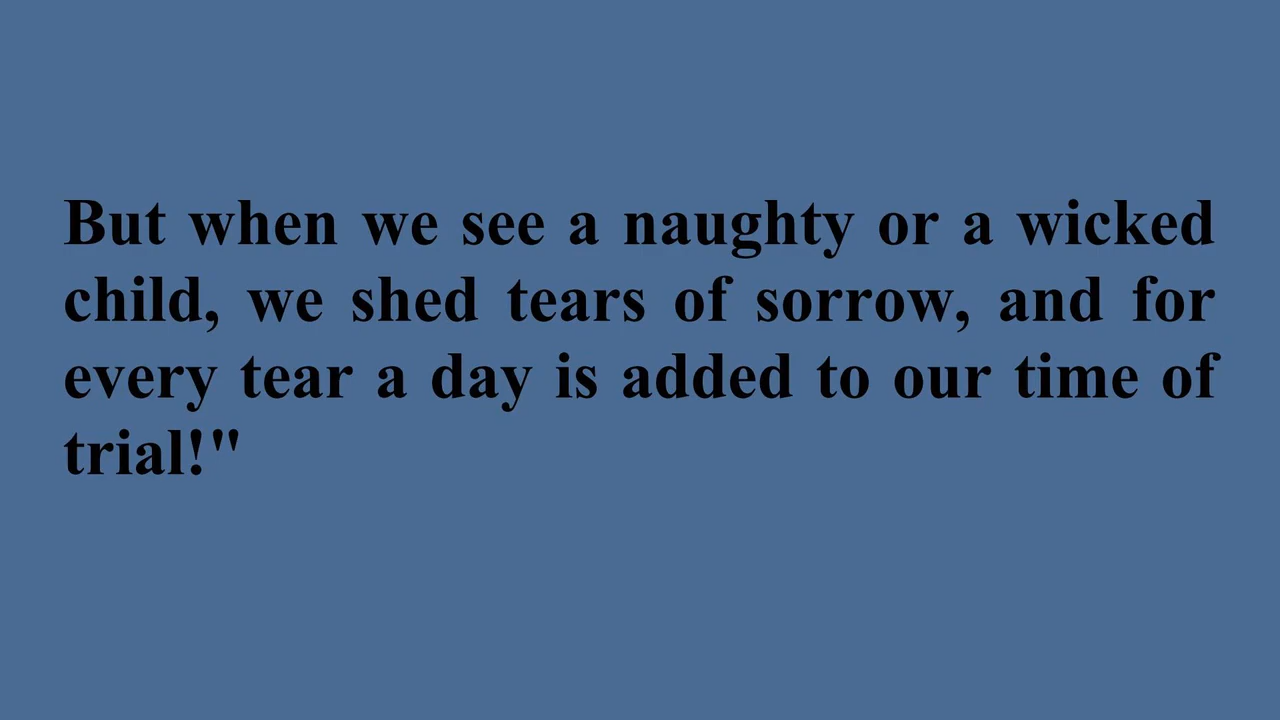 But when we see a naughty or a wicked
child, we shed tears of sorrow, and for
every tear a day is added to our time of
trial!"